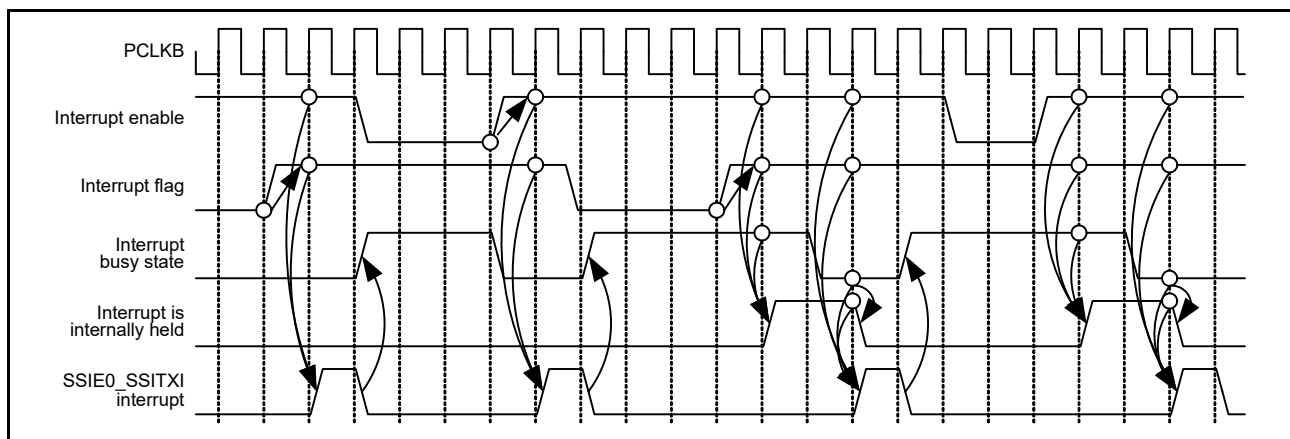 PCLKB
Interrupt enable
Interrupt flag
Interrupt
busy state
Interrupt is
internally held
SSIE0_SSITXI
interrupt